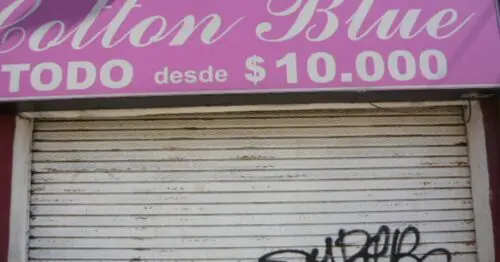 Cotton Blue
TODO desde $10.000